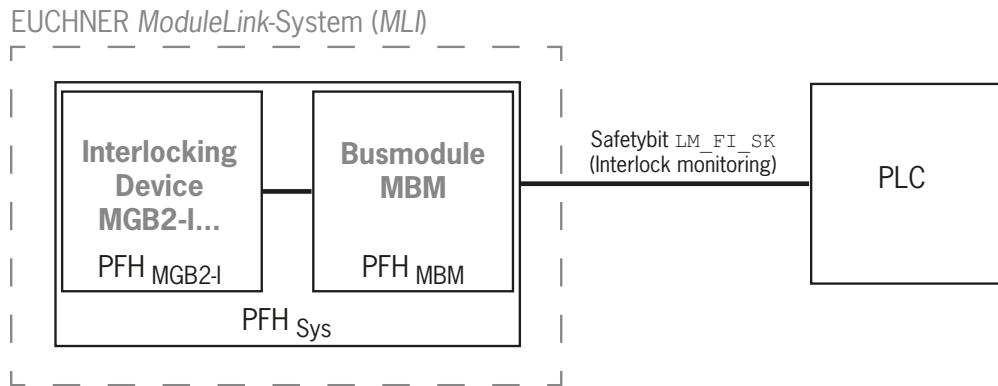 EUCHNER ModuleLink-System (MLI)
Interlocking
Device
MGB2-I...
PFH MGB2-I
Busmodule
MBM
PFH MBM
PFH Sys
Safetybit LM_FI_SK
(Interlock monitoring)
PLC